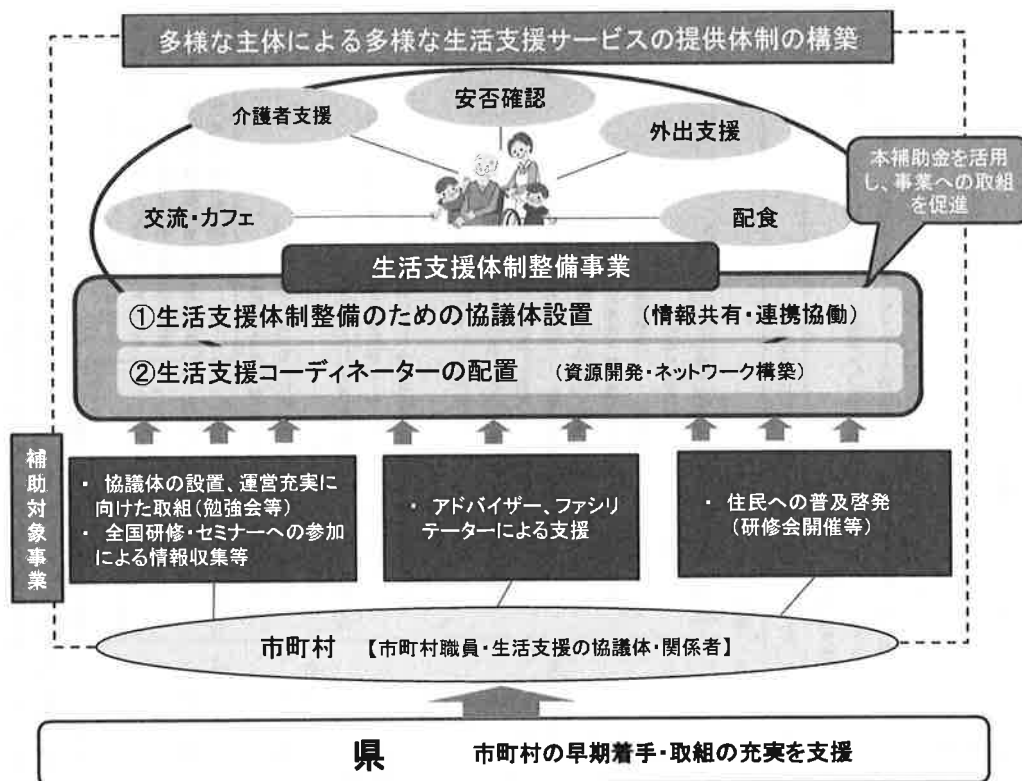 多様な主体による多様な生活支援サービスの提供体制の構築
安否確認
介護者支援
外出支援
交流・カフェ
配食
本補助金を活用
し、事業への取組
を促進
生活支援体制整備事業
①生活支援体制整備のための協議体設置 (情報共有・連携協働)
②生活支援コーディネーターの配置 (資源開発・ネットワーク構築)
補助対象事業
・ 協議体の設置、運営充実に
向けた取組(勉強会等)
・ 全国研修・セミナーへの参加
による情報収集等
・ アドバイザー、ファシリ
テーターによる支援
・ 住民への普及啓発
(研修会開催等)
市町村 【市町村職員・生活支援の協議体・関係者】
県 市町村の早期着手・取組の充実を支援